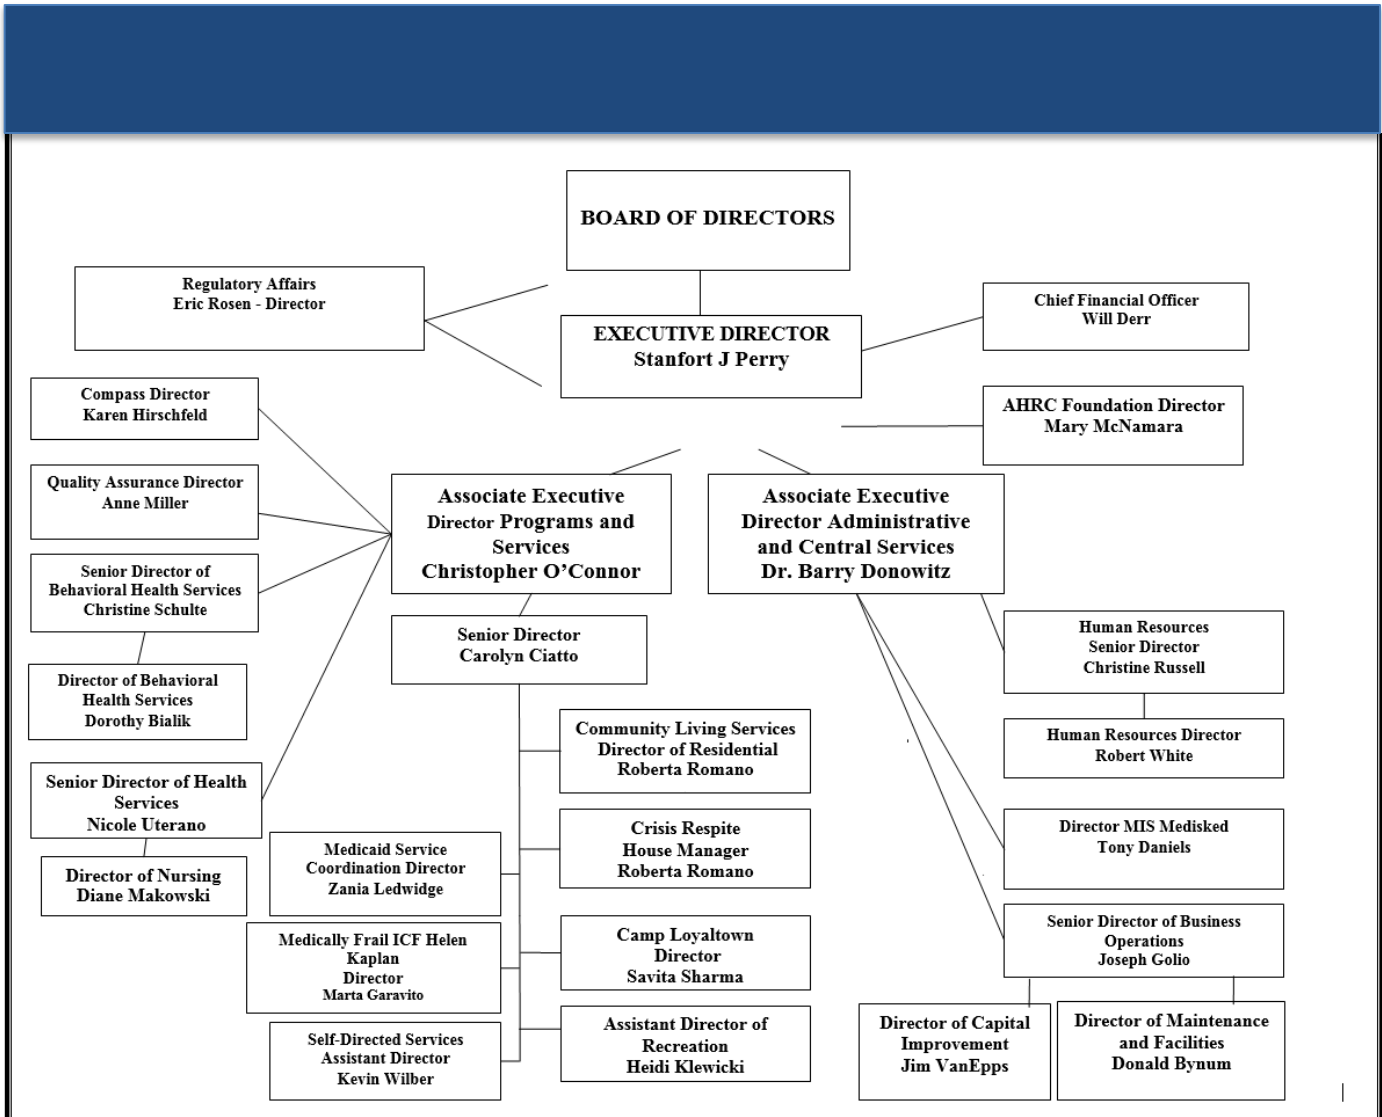 BOARD OF DIRECTORS
Regulatory Affairs
Eric Rosen - Director
EXECUTIVE DIRECTOR
Stanfort J Perry
Chief Financial Officer
Will Derr
Compass Director
Karen Hirschfeld
AHRC Foundation Director
Mary McNamara
Quality Assurance Director
Anne Miller
Associate Executive
Director Programs and
Services
Christopher O’Connor
Associate Executive
Director Administrative
and Central Services
Dr. Barry Donowitz
Senior Director of
Behavioral Health Services
Christine Schulte
Senior Director
Carolyn Ciatto
Human Resources
Senior Director
Christine Russell
Director of Behavioral
Health Services
Dorothy Bialik
Community Living Services
Director of Residential
Roberta Romano
Human Resources Director
Robert White
Senior Director of Health
Services
Nicole Uterano
Crisis Respite
House Manager
Roberta Romano
Director MIS Medisked
Tony Daniels
Medicaid Service
Coordination Director
Zania Ledwidge
Director of Nursing
Diane Makowski
Senior Director of Business
Operations
Joseph Golio
Medically Frail ICF Helen
Kaplan
Director
Marta Garavito
Camp Loyaltown
Director
Savita Sharma
Self-Directed Services
Assistant Director
Kevin Wilber
Assistant Director of
Recreation
Heidi Klewicki
Director of Capital
Improvement
Jim VanEpps
Director of Maintenance
and Facilities
Donald Bynum